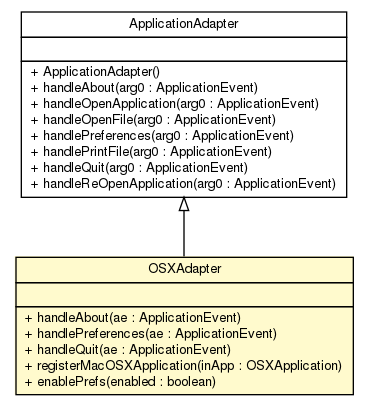 ApplicationAdapter
+ ApplicationAdapter()
+ handleAbout(arg0 : ApplicationEvent)
+ handleOpenApplication(arg0 : ApplicationEvent)
+ handleOpenFile(arg0 : ApplicationEvent)
+ handlePreferences(arg0 : ApplicationEvent)
+ handlePrintFile(arg0 : ApplicationEvent)
+ handleQuit(arg0 : ApplicationEvent)
+ handleReOpenApplication(arg0 : ApplicationEvent)
OSXAdapter
+ handleAbout(ae : ApplicationEvent)
+ handlePreferences(ae : ApplicationEvent)
+ handleQuit(ae : ApplicationEvent)
+ registerMacOSXApplication(inApp : OSXApplication)
+ enablePrefs(enabled : boolean)